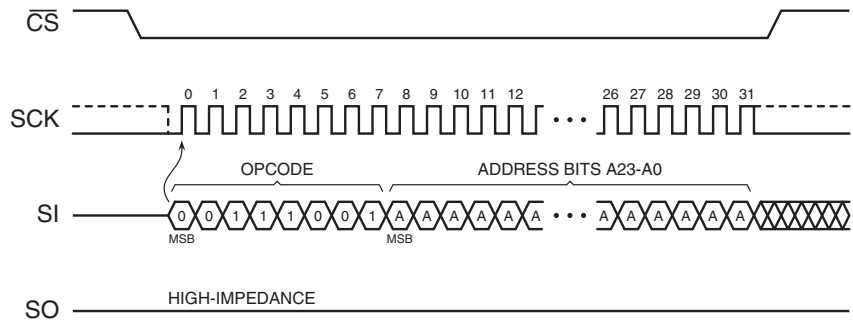 CS
0 1 2 3 4 5 6 7 8 9 10 11 12 26 27 28 29 30 31
SCK
OPCODE ADDRESS BITS A23-A0
SI 0 0 1 1 1 0 0 1 A A A A A A A A A A A A
MSB MSB
HIGH-IMPEDANCE
SO